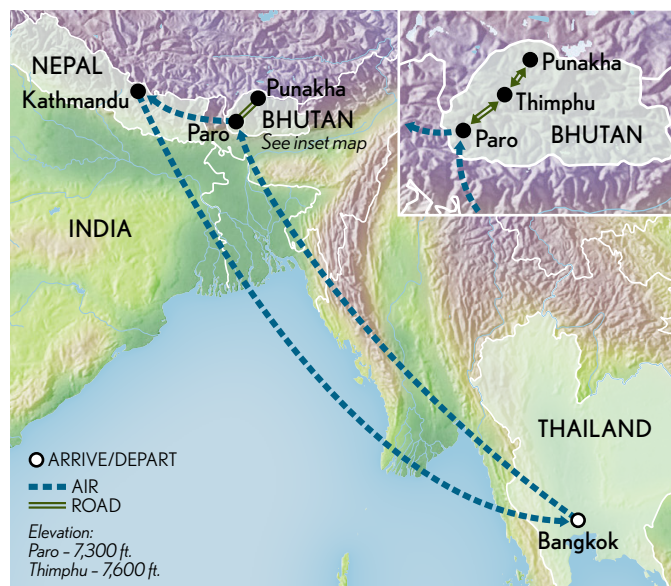 NEPAL
Kathmandu
Punakha
Paro
BHUTAN
See inset map
INDIA
THAILAND
Bangkok
Punakha
Thimphu
Paro
BHUTAN
ARRIVE/DEPART
AIR
ROAD
Elevation:
Paro – 7,300 ft.
Thimphu – 7,600 ft.